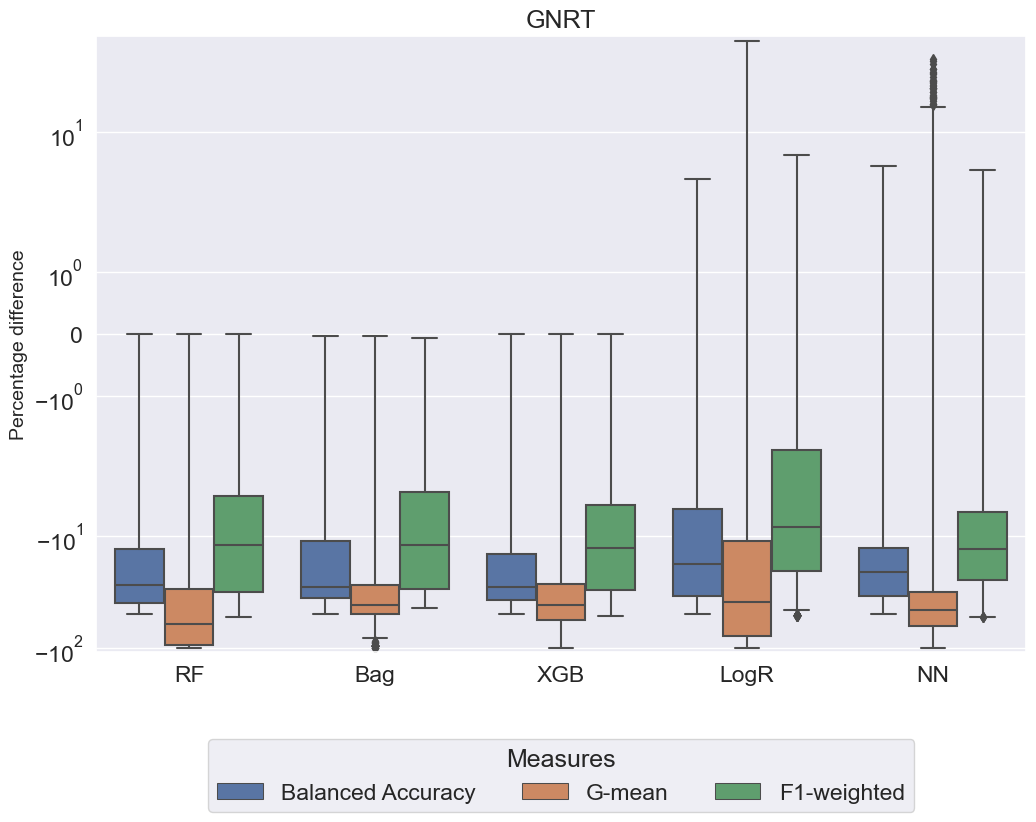 GNRT
Percentage difference
10^1
10^0
0
−10^0
−10^1
−10^2
RF Bag XGB LogR NN
Measures
Balanced Accuracy G-mean F1-weighted